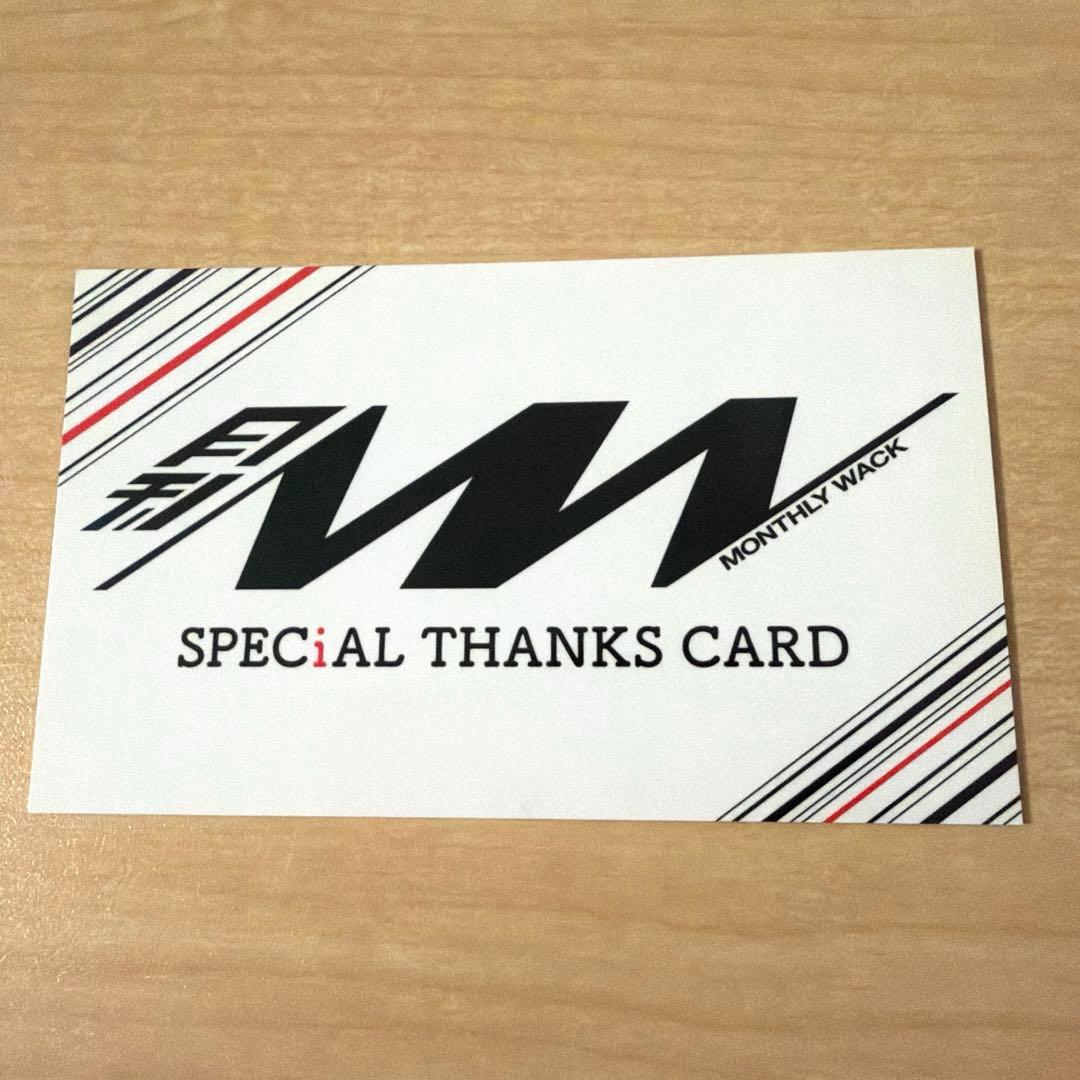 月刊 W
MONTHLY WACK
SPECiAL THANKS CARD